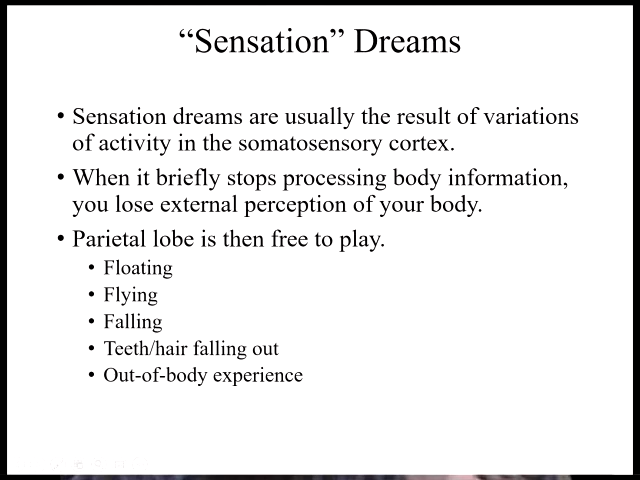 “Sensation” Dreams
• Sensation dreams are usually the result of variations
of activity in the somatosensory cortex.
• When it briefly stops processing body information,
you lose external perception of your body.
• Parietal lobe is then free to play.
• Floating
• Flying
• Falling
• Teeth/hair falling out
• Out-of-body experience